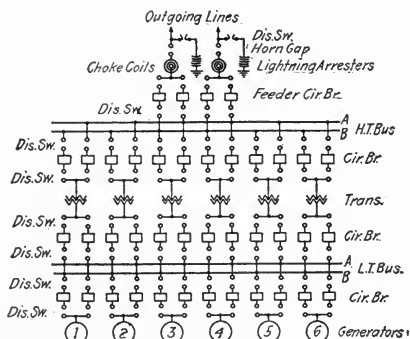 Outgoing Lines
Dis. Sw.
Horn Gap
Choke Coils
Lightning Arresters
Feeder Cir. Br.
Dis. Sw.
A
B
H.T. Bus
Dis. Sw.
Cir. Br.
Dis. Sw.
Trans.
Dis. Sw.
Cir. Br.
Dis. Sw.
A
B
L.T. Bus.
Dis. Sw.
Cir. Br.
Dis. Sw.
1 2 3 4 5 6 Generators